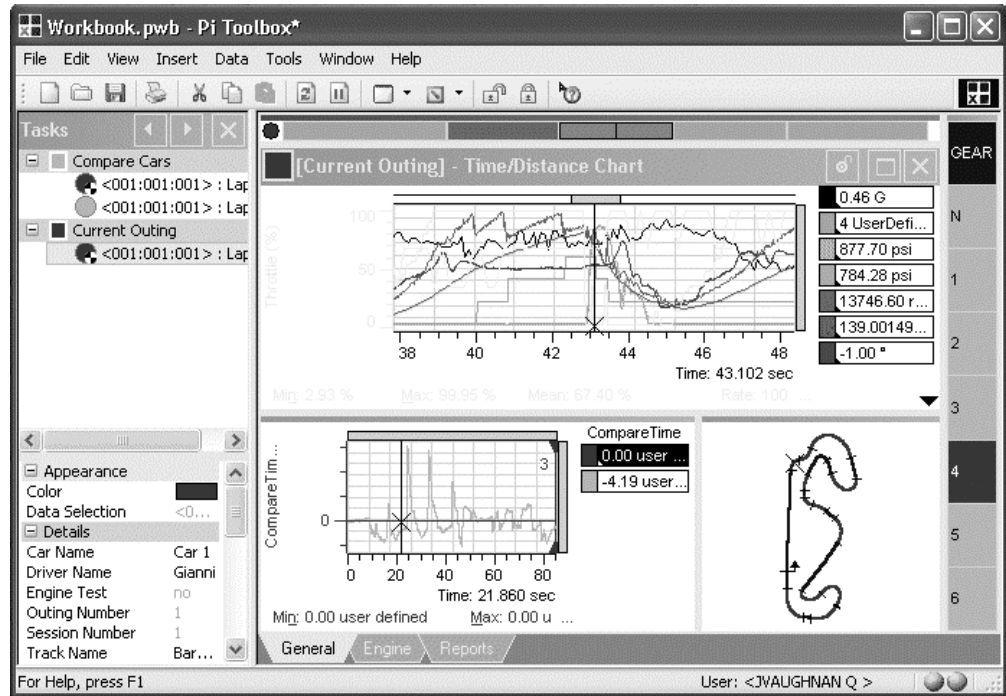 Workbook.pwb - Pi Toolbox*
File Edit View Insert Data Tools Window Help
Tasks
Compare Cars
<001:001:001> : Lap
<001:001:001> : Lap
Current Outing
<001:001:001> : Lap
Appearance
Color
Data Selection <0...
Details
Car Name Car 1
Driver Name Gianni
Engine Test no
Outing Number 1
Session Number 1
Track Name Bar...
[Current Outing] - Time/Distance Chart
Throttle (%)
100
50
0
38 40 42 44 46 48
Time: 43.102 sec
Min: 2.93 % Max: 99.95 % Mean: 67.40 % Rate: 100 ...
0.46 G
4 UserDefi...
877.70 psi
784.28 psi
13746.60 r...
139.00149...
-1.00 °
CompareTim...
3
0
0 20 40 60 80
Time: 21.860 sec
Min: 0.00 user defined Max: 0.00 u ...
CompareTime
0.00 user ...
-4.19 user...
GEAR
N
1
2
3
4
5
6
General Engine Reports
For Help, press F1 User: <JVAUGHNAN Q >